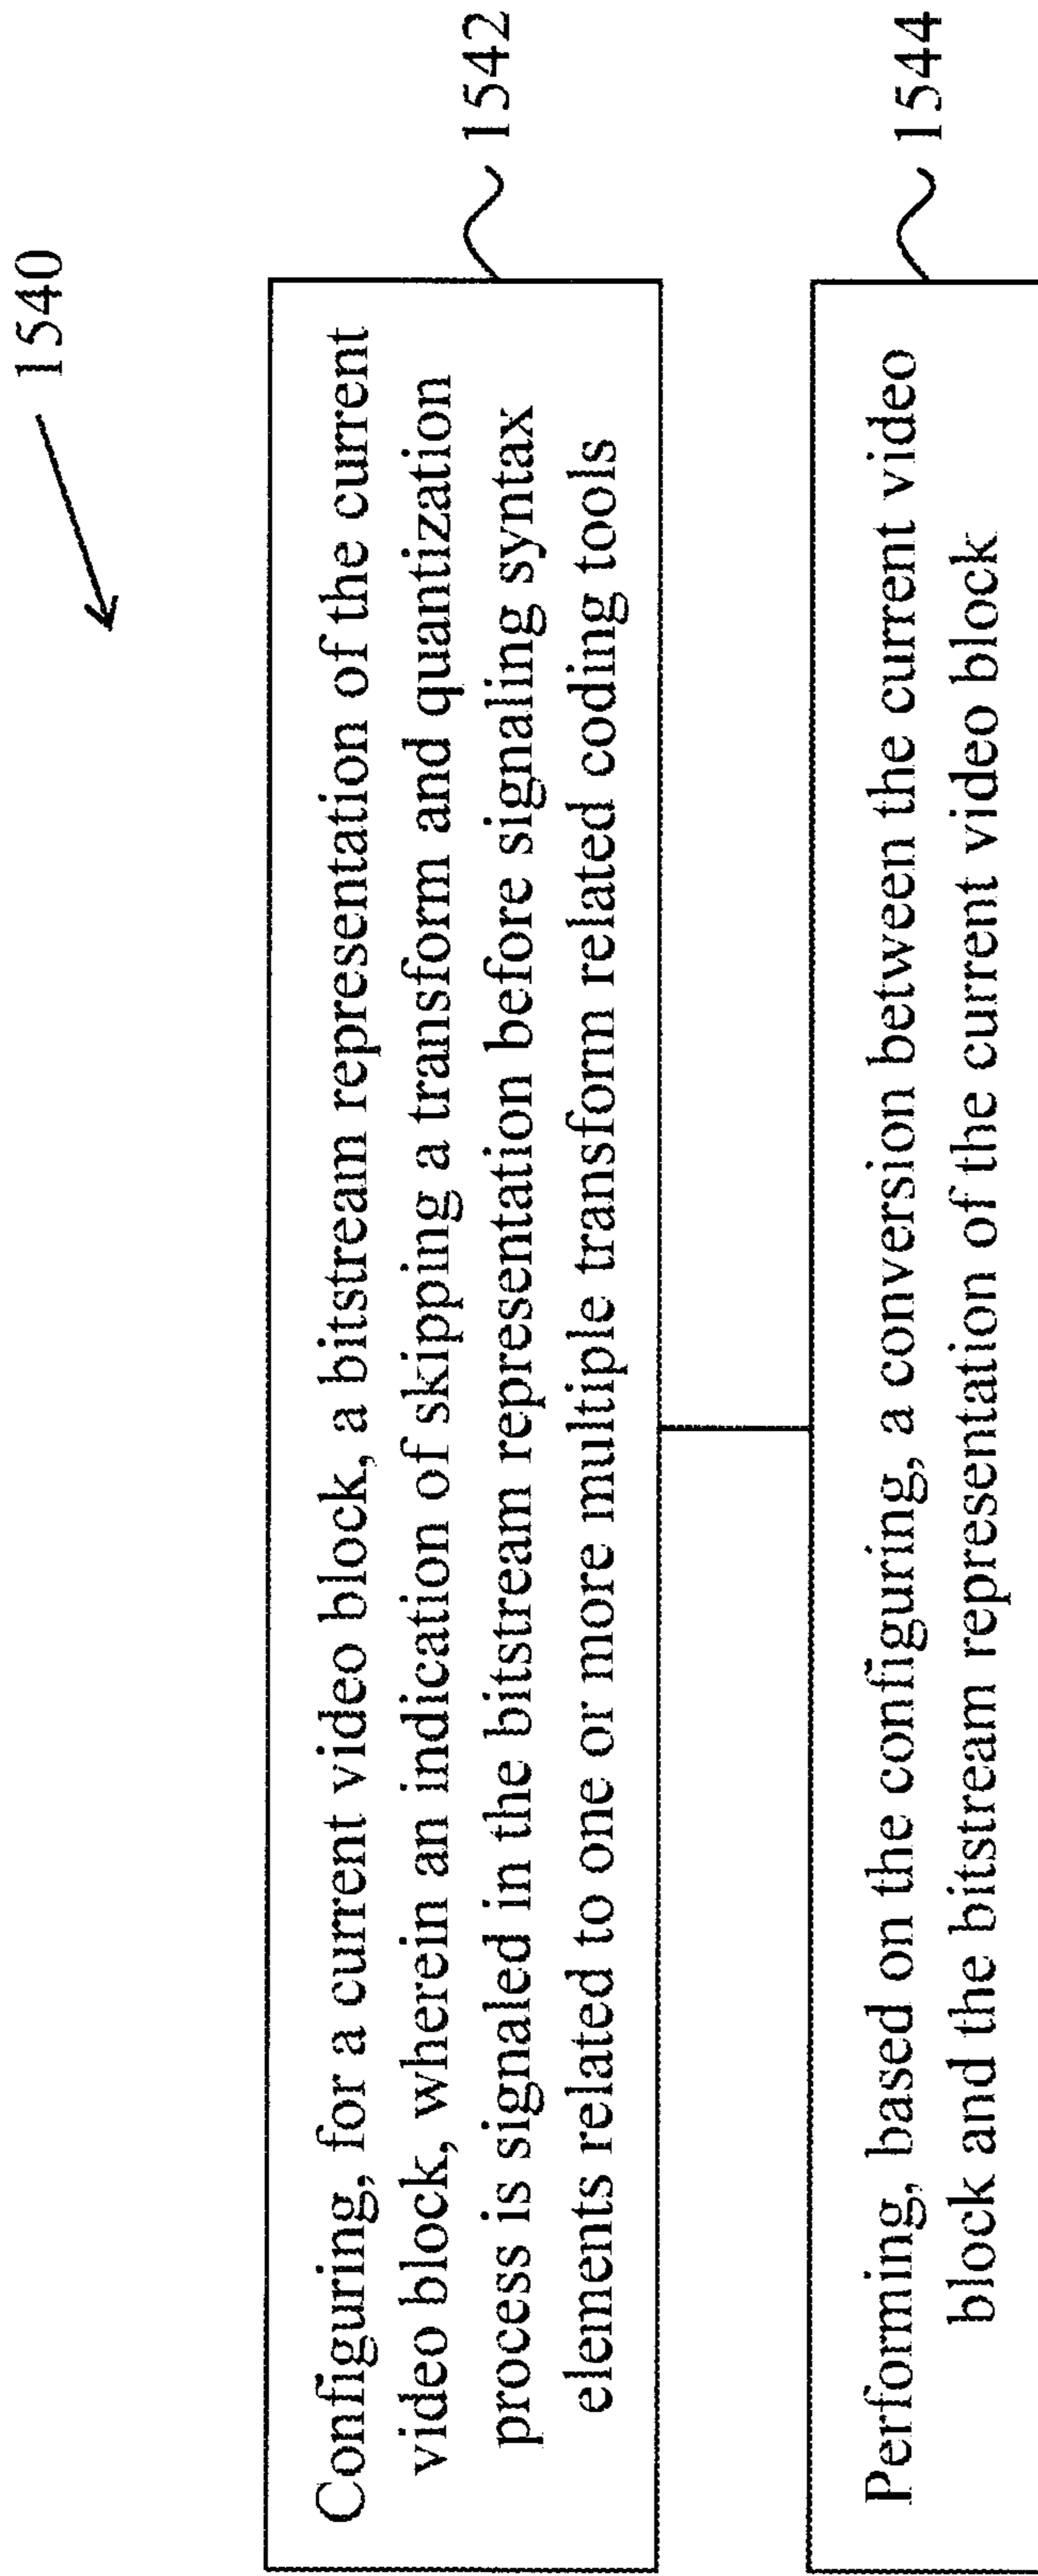 1540
Configuring, for a current video block, a bitstream representation of the current
video block, wherein an indication of skipping a transform and quantization
process is signaled in the bitstream representation before signaling syntax
elements related to one or more multiple transform related coding tools
1542
Performing, based on the configuring, a conversion between the current video
block and the bitstream representation of the current video block
1544